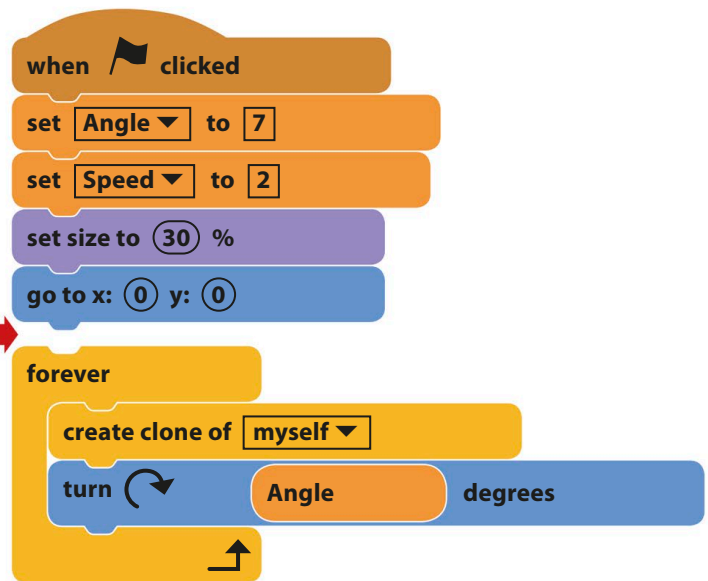 when clicked
set Angle to 7
set Speed to 2
set size to 30 %
go to x: 0 y: 0
forever
create clone of myself
turn Angle degrees